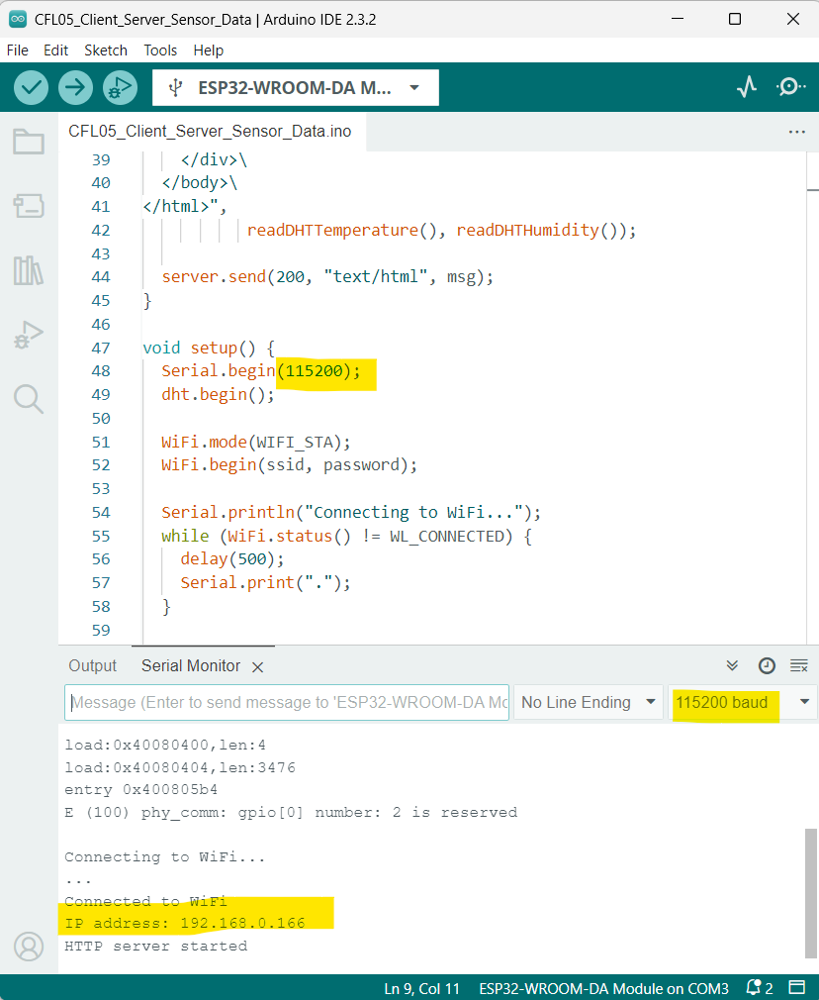 CFL05_Client_Server_Sensor_Data | Arduino IDE 2.3.2
File Edit Sketch Tools Help
ESP32-WROOM-DA M...
CFL05_Client_Server_Sensor_Data.ino
39 </div>\
40 </body>\
41 </html>",
42 readDHTTemperature(), readDHTHumidity());
43
44 server.send(200, "text/html", msg);
45 }
46
47 void setup() {
48 Serial.begin(115200);
49 dht.begin();
50
51 WiFi.mode(WIFI_STA);
52 WiFi.begin(ssid, password);
53
54 Serial.println("Connecting to WiFi...");
55 while (WiFi.status() != WL_CONNECTED) {
56 delay(500);
57 Serial.print(".");
58 }
59
Output Serial Monitor
Message (Enter to send message to 'ESP32-WROOM-DA Mo No Line Ending 115200 baud
load:0x40080400,len:4
load:0x40080404,len:3476
entry 0x400805b4
E (100) phy_comm: gpio[0] number: 2 is reserved
Connecting to WiFi...
...
Connected to WiFi
IP address: 192.168.0.166
HTTP server started
Ln 9, Col 11 ESP32-WROOM-DA Module on COM3 2